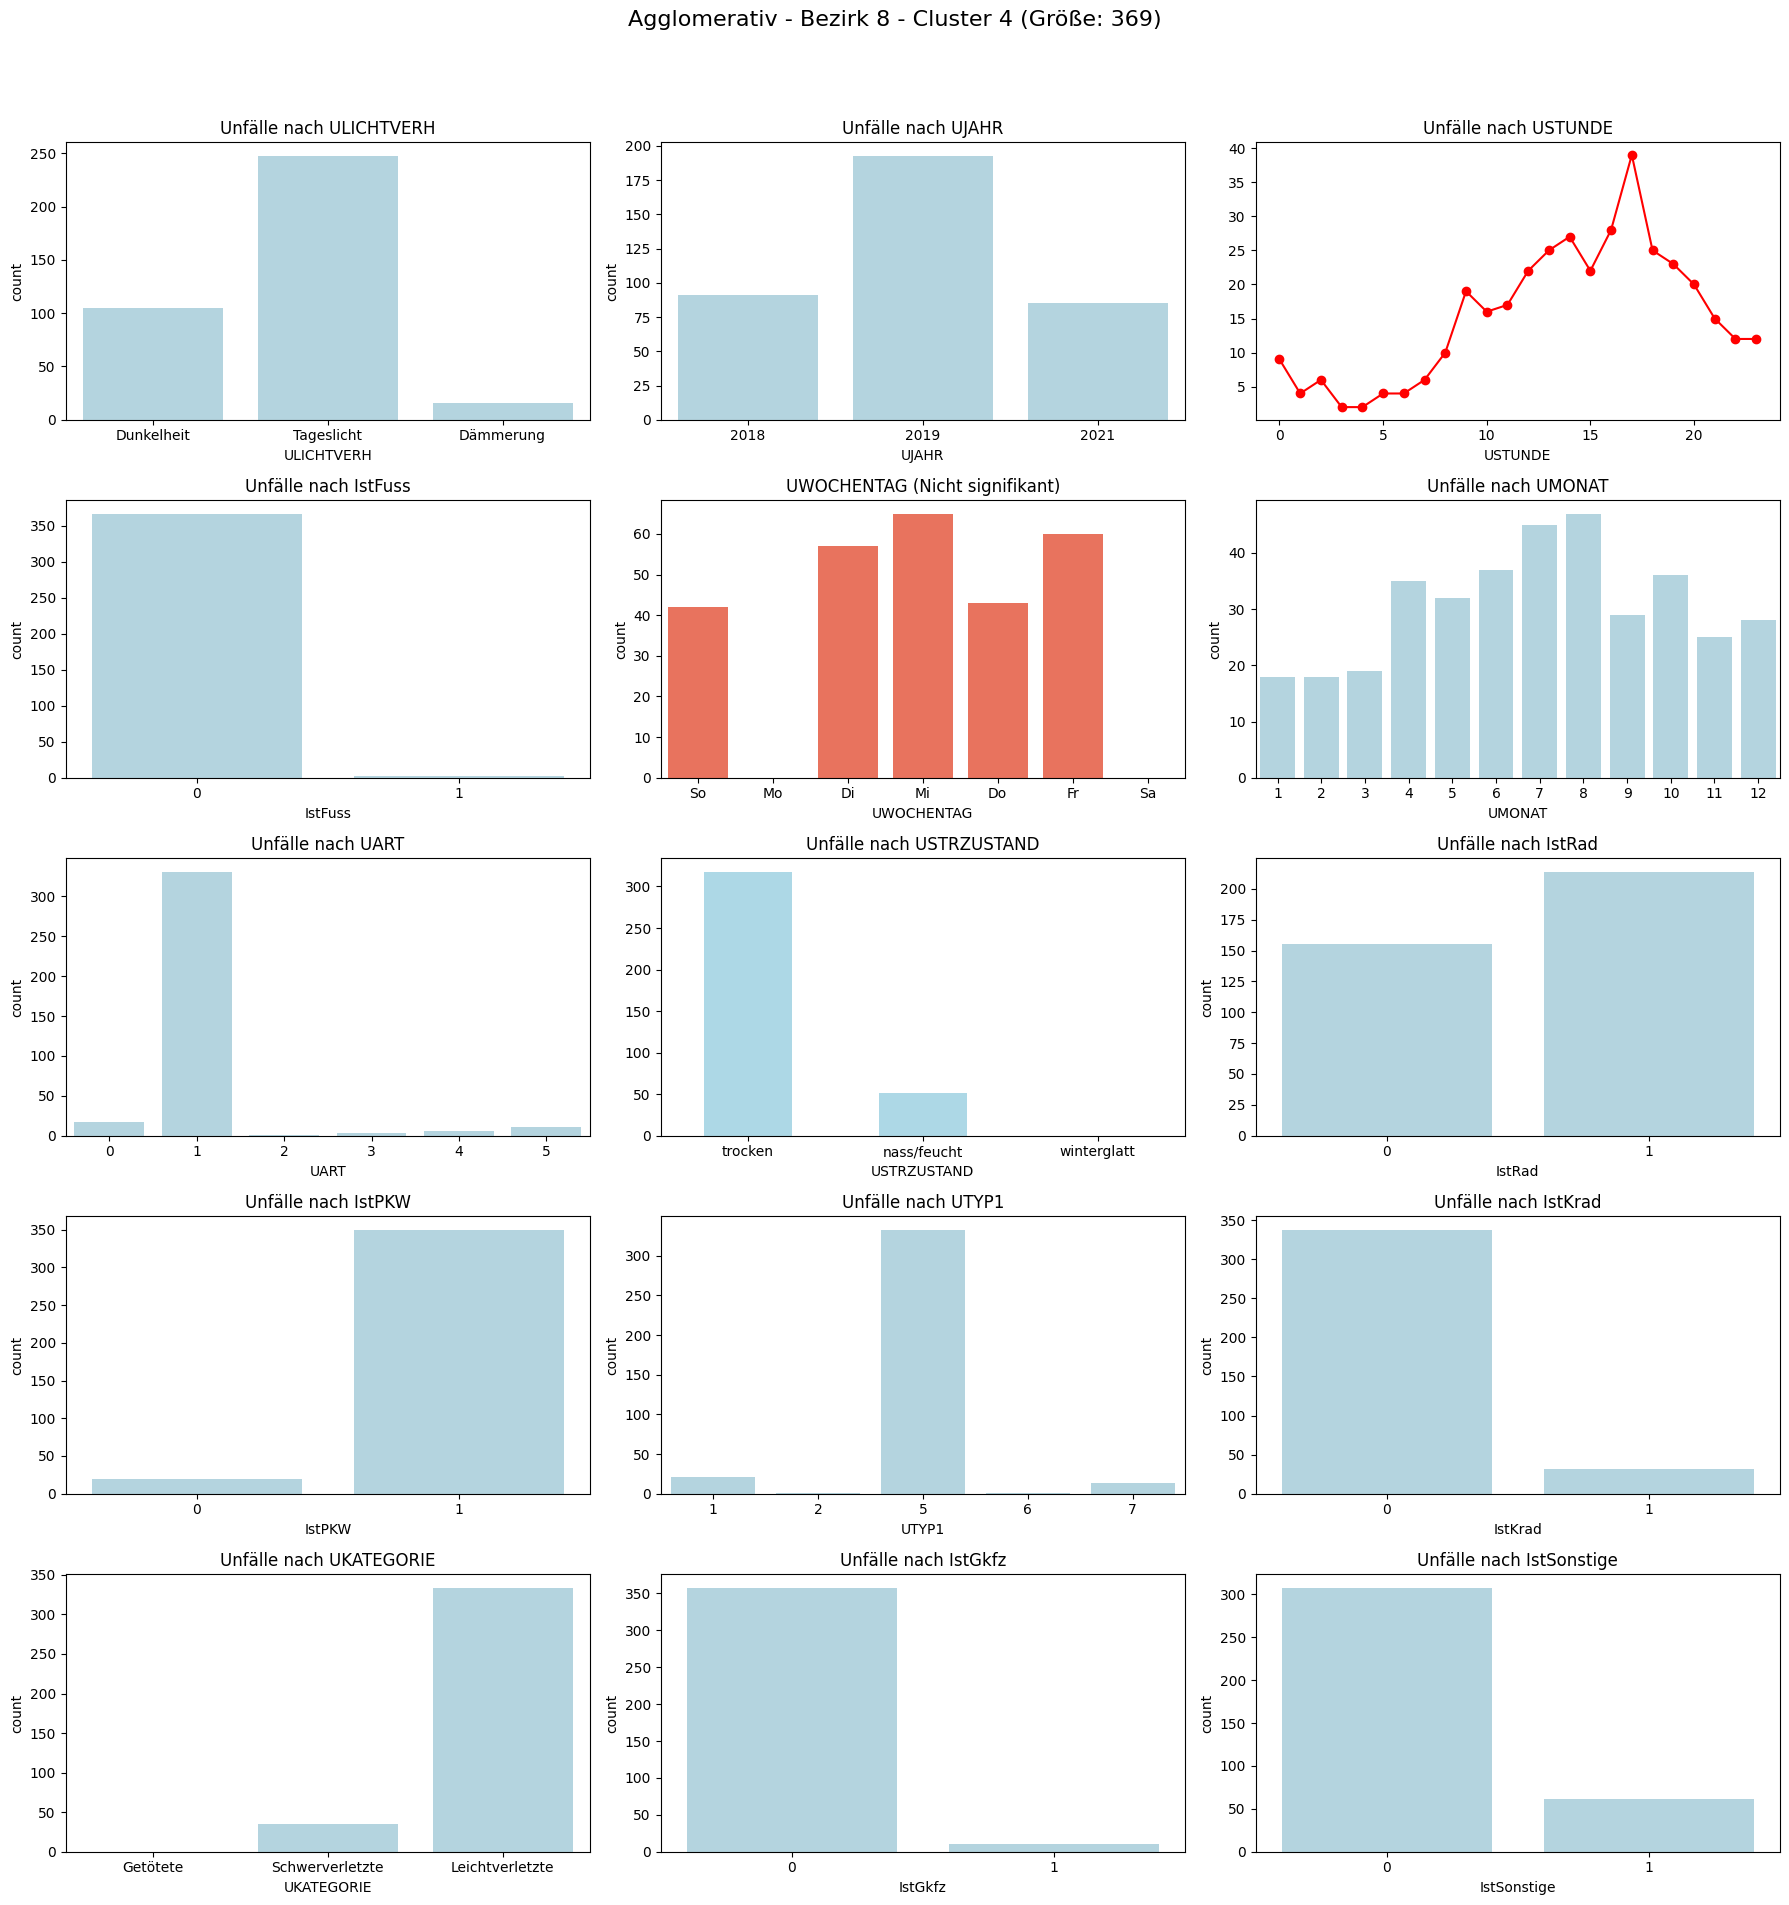 Agglomerativ - Bezirk 8 - Cluster 4 (Größe: 369)
Unfälle nach ULICHTVERH
250
200
150
100
50
0
count
Dunkelheit Tageslicht Dämmerung
ULICHTVERH
Unfälle nach UJAHR
200
175
150
125
100
75
50
25
0
count
2018 2019 2021
UJAHR
Unfälle nach USTUNDE
40
35
30
25
20
15
10
5
0 5 10 15 20
USTUNDE
Unfälle nach IstFuss
350
300
250
200
150
100
50
0
count
0 1
IstFuss
UWOCHENTAG (Nicht signifikant)
60
50
40
30
20
10
0
count
So Mo Di Mi Do Fr Sa
UWOCHENTAG
Unfälle nach UMONAT
40
30
20
10
0
count
1 2 3 4 5 6 7 8 9 10 11 12
UMONAT
Unfälle nach UART
300
250
200
150
100
50
0
count
0 1 2 3 4 5
UART
Unfälle nach USTRZUSTAND
300
250
200
150
100
50
0
trocken nass/feucht winterglatt
USTRZUSTAND
Unfälle nach IstRad
200
175
150
125
100
75
50
25
0
count
0 1
IstRad
Unfälle nach IstPKW
350
300
250
200
150
100
50
0
count
0 1
IstPKW
Unfälle nach UTYP1
300
250
200
150
100
50
0
count
1 2 5 6 7
UTYP1
Unfälle nach IstKrad
350
300
250
200
150
100
50
0
count
0 1
IstKrad
Unfälle nach UKATEGORIE
350
300
250
200
150
100
50
0
count
Getötete Schwerverletzte Leichtverletzte
UKATEGORIE
Unfälle nach IstGkfz
350
300
250
200
150
100
50
0
count
0 1
IstGkfz
Unfälle nach IstSonstige
300
250
200
150
100
50
0
count
0 1
IstSonstige